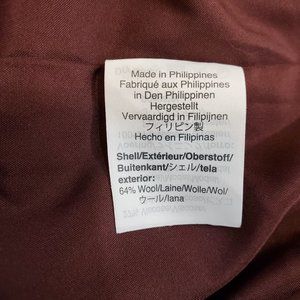 Made in Philippines
Fabriqué aux Philippines
in Den Philippinen
Hergestellt
Vervaardigd in Filipijnen
フィリピン製
Hecho en Filipinas
Shell/Extérieur/Oberstoff/
Buitenkant/シェル/tela
exterior:
64% Wool/Laine/Wolle/Wol/
ウール/lana